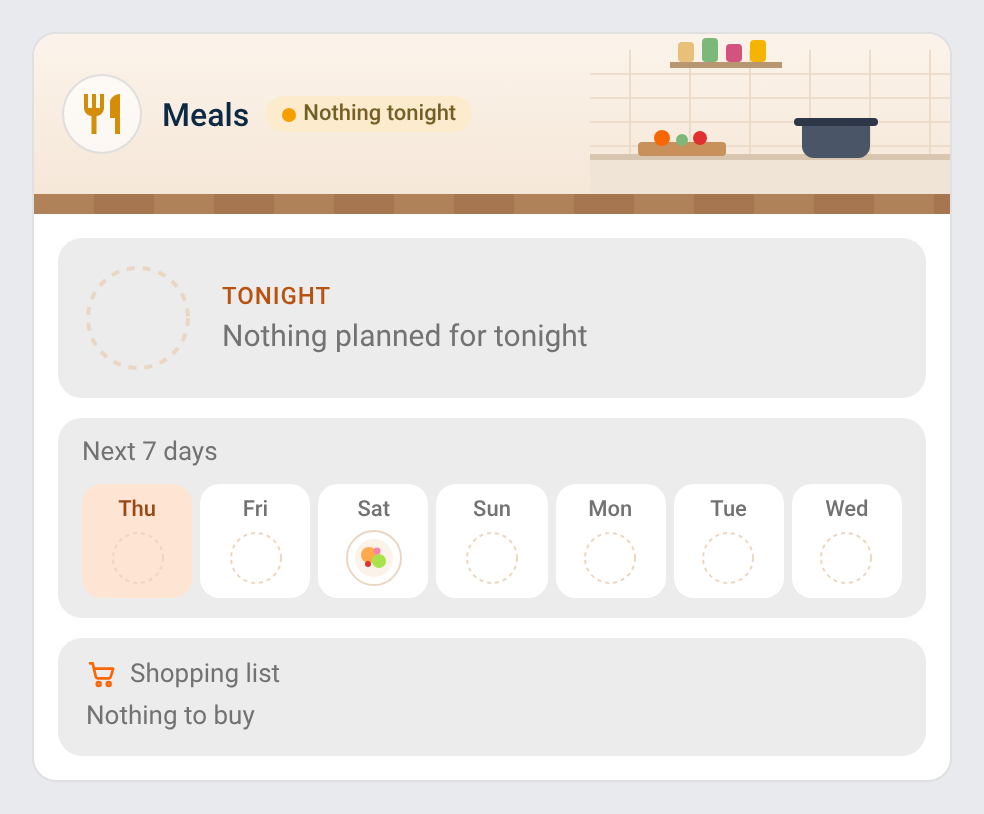 Meals
Nothing tonight
TONIGHT
Nothing planned for tonight
Next 7 days
Thu Fri Sat Sun Mon Tue Wed
Shopping list
Nothing to buy